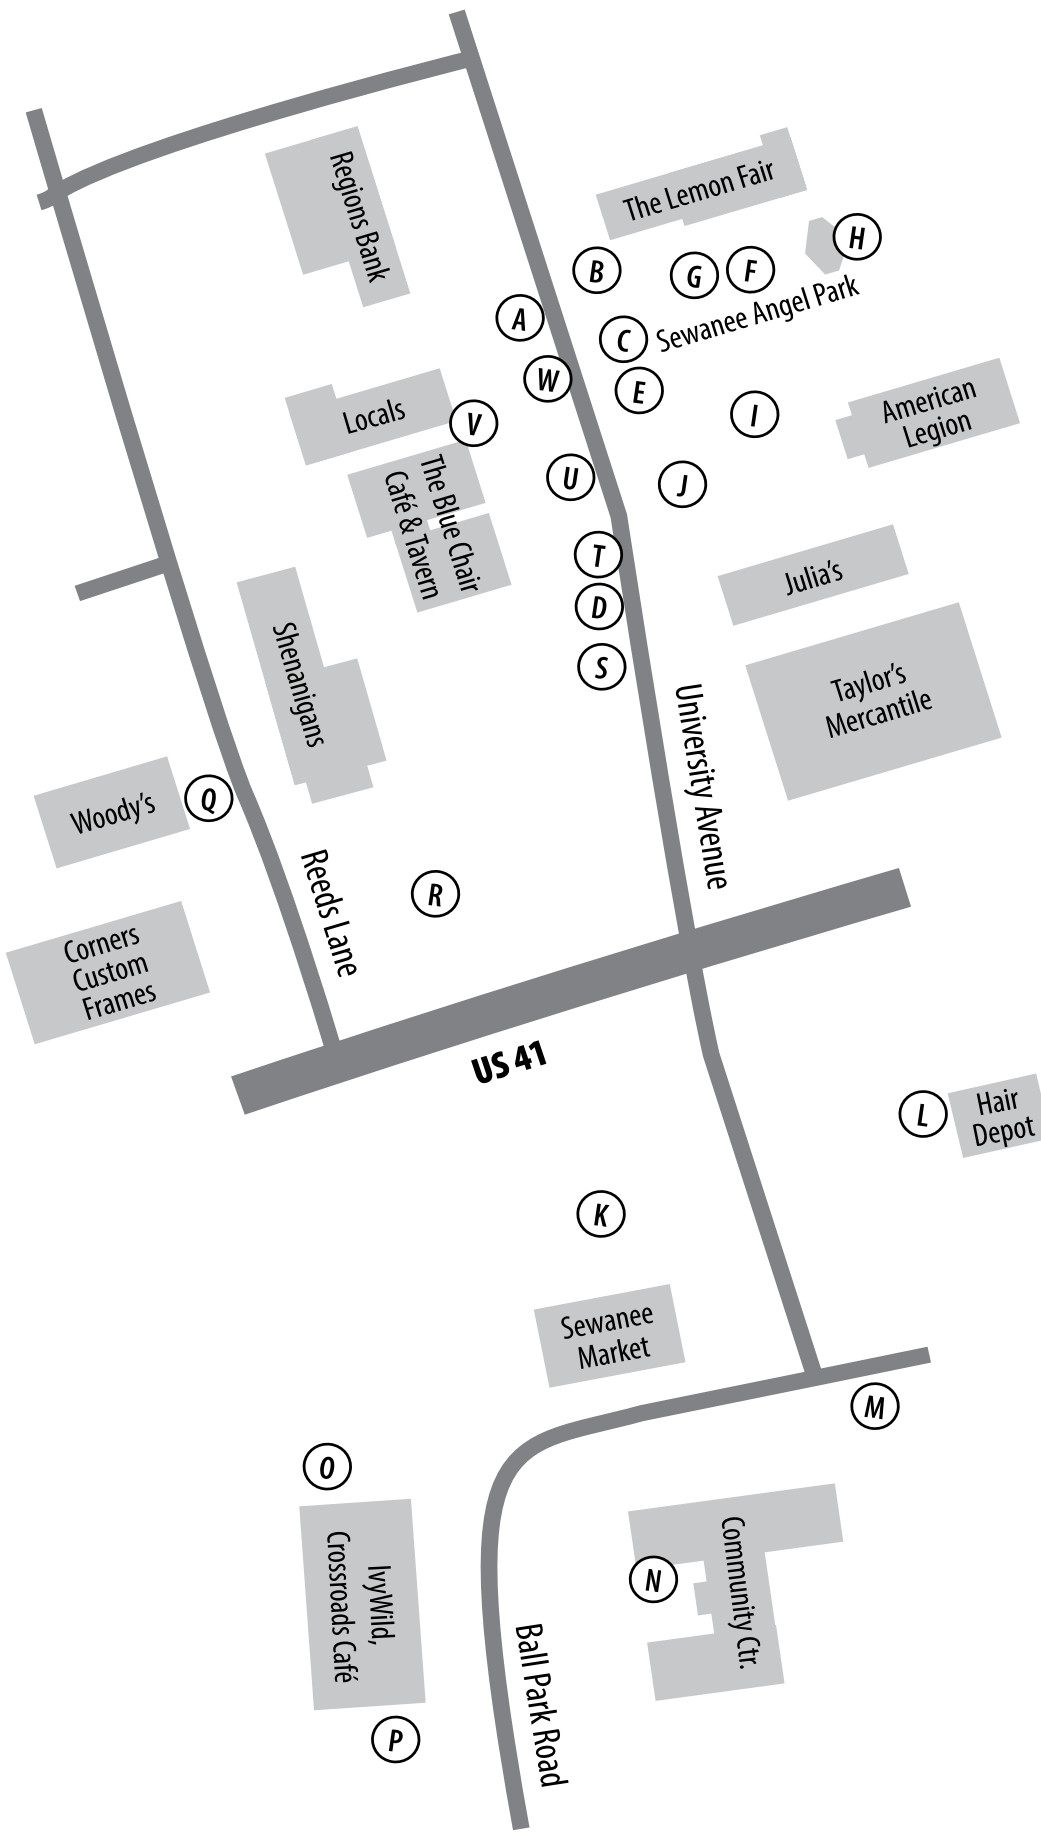 Regions Bank
The Lemon Fair
H
B
G
F
Sewanee Angel Park
A
C
W
E
I
American
Legion
Locals
V
U
J
The Blue Chair
Café & Tavern
T
Julia's
D
Shenanigans
S
Taylor's
Mercantile
University Avenue
Woody's
Q
Reeds Lane
R
Corners
Custom
Frames
US 41
L
Hair
Depot
K
Sewanee
Market
M
O
IvyWild,
Crossroads Café
Community Ctr.
N
Ball Park Road
P